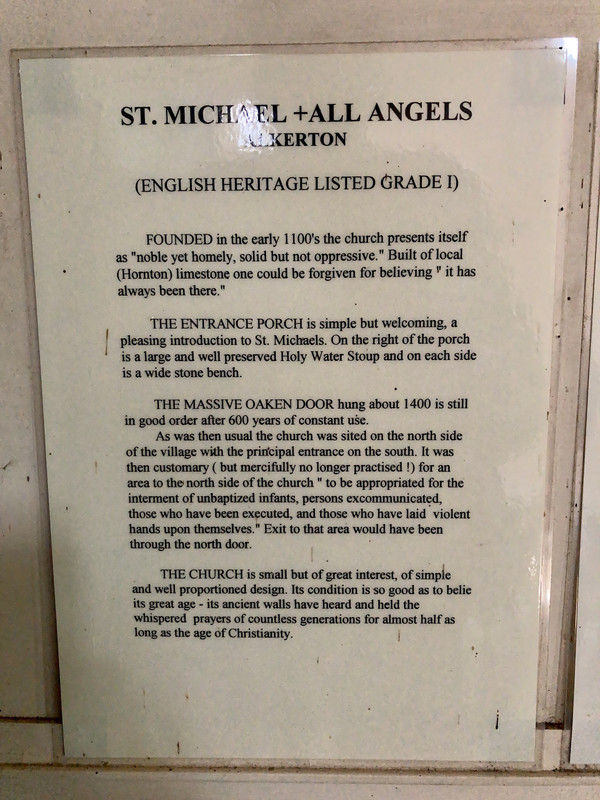 ST. MICHAEL +ALL ANGELS
ALKERTON
(ENGLISH HERITAGE LISTED GRADE I)
FOUNDED in the early 1100's the church presents itself
as "noble yet homely, solid but not oppressive." Built of local
(Hornton) limestone one could be forgiven for believing " it has
always been there."
THE ENTRANCE PORCH is simple but welcoming, a
pleasing introduction to St. Michaels. On the right of the porch
is a large and well preserved Holy Water Stoup and on each side
is a wide stone bench.
THE MASSIVE OAKEN DOOR hung about 1400 is still
in good order after 600 years of constant use.
As was then usual the church was sited on the north side
of the village with the principal entrance on the south. It was
then customary ( but mercifully no longer practised !) for an
area to the north side of the church " to be appropriated for the
interment of unbaptized infants, persons excommunicated,
those who have been executed, and those who have laid violent
hands upon themselves." Exit to that area would have been
through the north door.
THE CHURCH is small but of great interest, of simple
and well proportioned design. Its condition is so good as to belie
its great age - its ancient walls have heard and held the
whispered prayers of countless generations for almost half as
long as the age of Christianity.